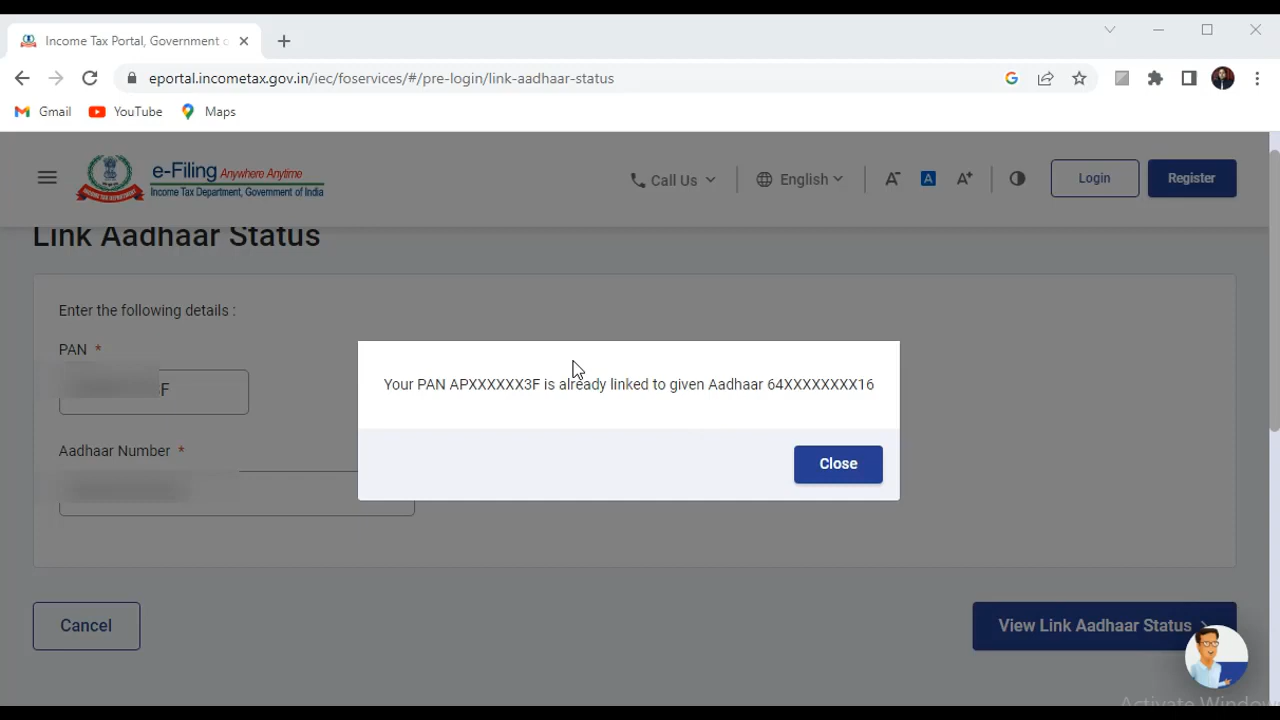 Income Tax Portal, Government o
eportal.incometax.gov.in/iec/foservices/#/pre-login/link-aadhaar-status
Gmail YouTube Maps
e-Filing Anywhere Anytime
Income Tax Department, Government of India
Call Us English A- A A+ Login Register
Link Aadhaar Status
Enter the following details :
PAN *
F
Your PAN APXXXXXX3F is already linked to given Aadhaar 64XXXXXXXX16
Aadhaar Number *
Close
Cancel
View Link Aadhaar Status >
Activate Window